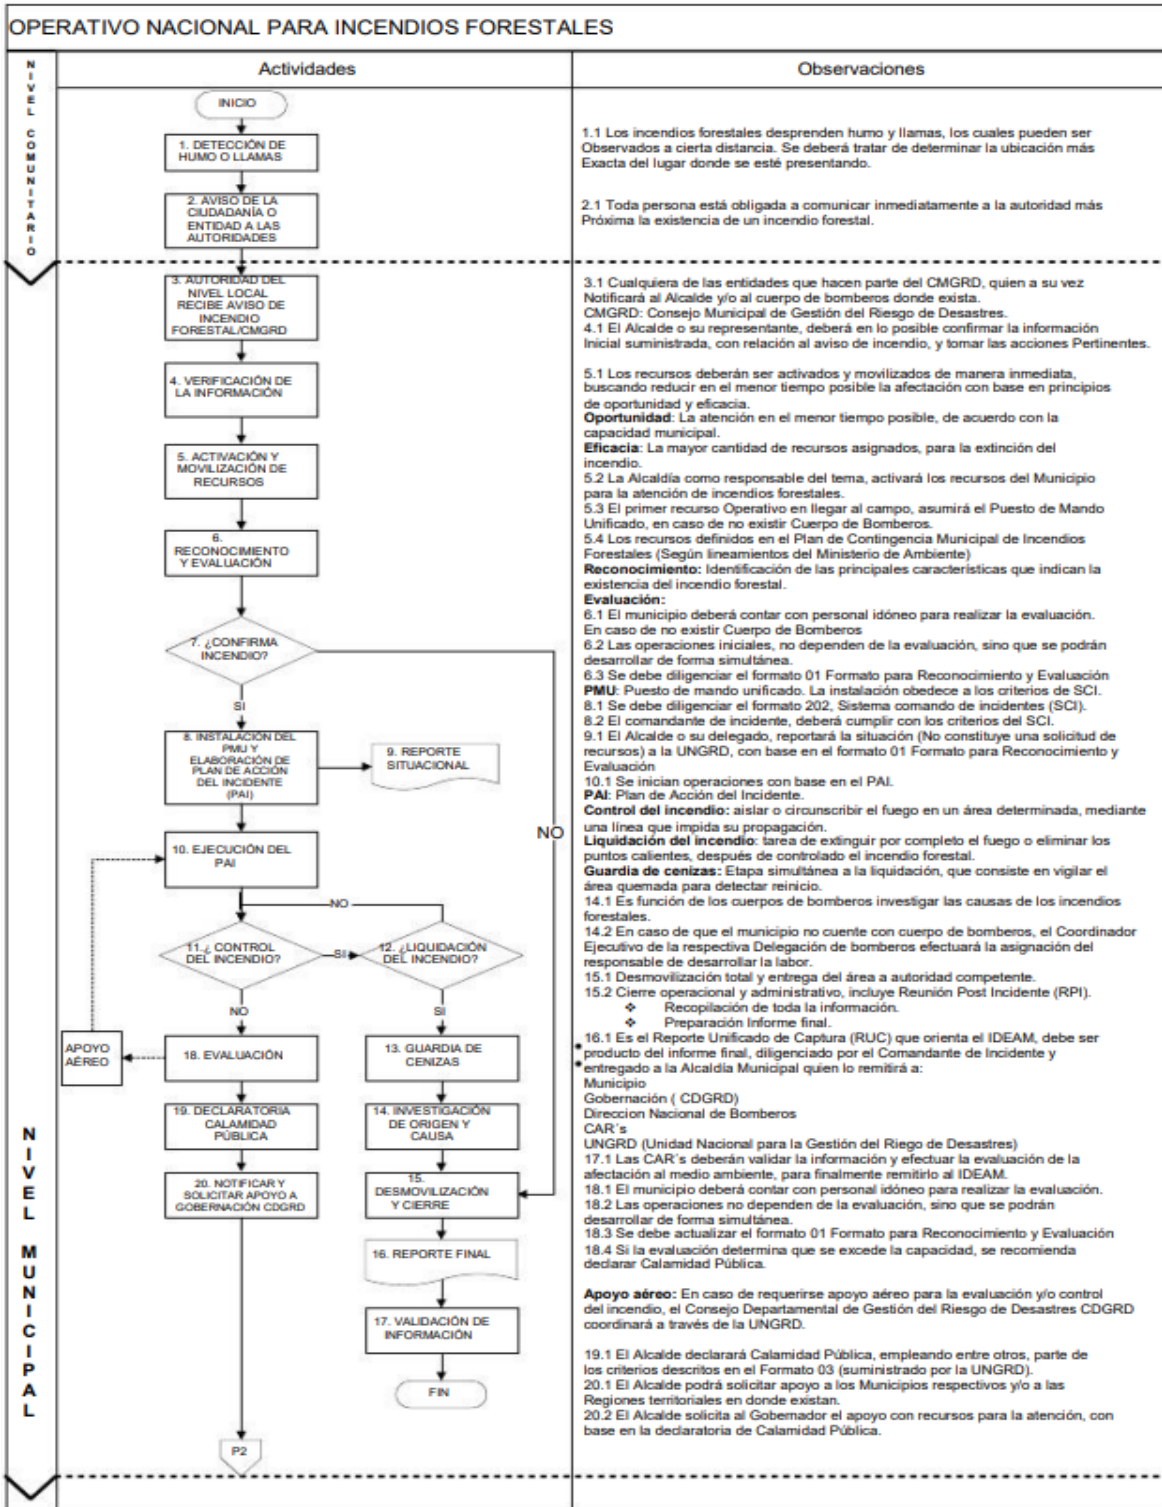 OPERATIVO NACIONAL PARA INCENDIOS FORESTALES
NIVEL COMUNITARIO
Actividades
INICIO
1. DETECCIÓN DE
HUMO O LLAMAS
2. AVISO DE LA
CIUDADANÍA O
ENTIDAD A LAS
AUTORIDADES
3. AUTORIDAD DEL
NIVEL LOCAL
RECIBE AVISO DE
INCENDIO
FORESTAL/CMGRD
4. VERIFICACIÓN DE
LA INFORMACIÓN
5. ACTIVACIÓN Y
MOVILIZACIÓN DE
RECURSOS
6.
RECONOCIMIENTO
Y EVALUACIÓN
7. ¿CONFIRMA
INCENDIO?
SI
NO
8. INSTALACIÓN DEL
PMU Y
ELABORACIÓN DE
PLAN DE ACCIÓN
DEL INCIDENTE
(PAI)
9. REPORTE
SITUACIONAL
10. EJECUCIÓN DEL
PAI
NO
11.¿ CONTROL
DEL INCENDIO?
SI
12. ¿LIQUIDACIÓN
DEL INCENDIO?
NO
SI
APOYO
AÉREO
18. EVALUACIÓN
13. GUARDIA DE
CENIZAS
19. DECLARATORIA
CALAMIDAD
PÚBLICA
14. INVESTIGACIÓN
DE ORIGEN Y
CAUSA
20. NOTIFICAR Y
SOLICITAR APOYO A
GOBERNACIÓN CDGRD
15.
DESMOVILIZACIÓN
Y CIERRE
16. REPORTE FINAL
17. VALIDACIÓN DE
INFORMACIÓN
FIN
P2
NIVEL MUNICIPAL
Observaciones
1.1 Los incendios forestales desprenden humo y llamas, los cuales pueden ser
Observados a cierta distancia. Se deberá tratar de determinar la ubicación más
Exacta del lugar donde se esté presentando.
2.1 Toda persona está obligada a comunicar inmediatamente a la autoridad más
Próxima la existencia de un incendio forestal.
3.1 Cualquiera de las entidades que hacen parte del CMGRD, quien a su vez
Notificará al Alcalde y/o al cuerpo de bomberos donde exista.
CMGRD: Consejo Municipal de Gestión del Riesgo de Desastres.
4.1 El Alcalde o su representante, deberá en lo posible confirmar la información
Inicial suministrada, con relación al aviso de incendio, y tomar las acciones Pertinentes.
5.1 Los recursos deberán ser activados y movilizados de manera inmediata,
buscando reducir en el menor tiempo posible la afectación con base en principios
de oportunidad y eficacia.
Oportunidad: La atención en el menor tiempo posible, de acuerdo con la
capacidad municipal.
Eficacia: La mayor cantidad de recursos asignados, para la extinción del
incendio.
5.2 La Alcaldía como responsable del tema, activará los recursos del Municipio
para la atención de incendios forestales.
5.3 El primer recurso Operativo en llegar al campo, asumirá el Puesto de Mando
Unificado, en caso de no existir Cuerpo de Bomberos.
5.4 Los recursos definidos en el Plan de Contingencia Municipal de Incendios
Forestales (Según lineamientos del Ministerio de Ambiente)
Reconocimiento: Identificación de las principales características que indican la
existencia del incendio forestal.
Evaluación:
6.1 El municipio deberá contar con personal idóneo para realizar la evaluación.
En caso de no existir Cuerpo de Bomberos
6.2 Las operaciones iniciales, no dependen de la evaluación, sino que se podrán
desarrollar de forma simultánea.
6.3 Se debe diligenciar el formato 01 Formato para Reconocimiento y Evaluación
PMU: Puesto de mando unificado. La instalación obedece a los criterios de SCI.
8.1 Se debe diligenciar el formato 202, Sistema comando de incidentes (SCI).
8.2 El comandante de incidente, deberá cumplir con los criterios del SCI.
9.1 El Alcalde o su delegado, reportará la situación (No constituye una solicitud de
recursos) a la UNGRD, con base en el formato 01 Formato para Reconocimiento y
Evaluación
10.1 Se inician operaciones con base en el PAI.
PAI: Plan de Acción del Incidente.
Control del incendio: aislar o circunscribir el fuego en un área determinada, mediante
una línea que impida su propagación.
Liquidación del incendio: tarea de extinguir por completo el fuego o eliminar los
puntos calientes, después de controlado el incendio forestal.
Guardia de cenizas: Etapa simultánea a la liquidación, que consiste en vigilar el
área quemada para detectar reinicio.
14.1 Es función de los cuerpos de bomberos investigar las causas de los incendios
forestales.
14.2 En caso de que el municipio no cuente con cuerpo de bomberos, el Coordinador
Ejecutivo de la respectiva Delegación de bomberos efectuará la asignación del
responsable de desarrollar la labor.
15.1 Desmovilización total y entrega del área a autoridad competente.
15.2 Cierre operacional y administrativo, incluye Reunión Post Incidente (RPI).
❖ Recopilación de toda la información.
❖ Preparación Informe final.
16.1 Es el Reporte Unificado de Captura (RUC) que orienta el IDEAM, debe ser
producto del informe final, diligenciado por el Comandante de Incidente y
entregado a la Alcaldía Municipal quien lo remitirá a:
Municipio
Gobernación ( CDGRD)
Direccion Nacional de Bomberos
CAR´s
UNGRD (Unidad Nacional para la Gestión del Riego de Desastres)
17.1 Las CAR´s deberán validar la información y efectuar la evaluación de la
afectación al medio ambiente, para finalmente remitirlo al IDEAM.
18.1 El municipio deberá contar con personal idóneo para realizar la evaluación.
18.2 Las operaciones no dependen de la evaluación, sino que se podrán
desarrollar de forma simultánea.
18.3 Se debe actualizar el formato 01 Formato para Reconocimiento y Evaluación
18.4 Si la evaluación determina que se excede la capacidad, se recomienda
declarar Calamidad Pública.
Apoyo aéreo: En caso de requerirse apoyo aéreo para la evaluación y/o control
del incendio, el Consejo Departamental de Gestión del Riesgo de Desastres CDGRD
coordinará a través de la UNGRD.
19.1 El Alcalde declarará Calamidad Pública, empleando entre otros, parte de
los criterios descritos en el Formato 03 (suministrado por la UNGRD).
20.1 El Alcalde podrá solicitar apoyo a los Municipios respectivos y/o a las
Regiones territoriales en donde existan.
20.2 El Alcalde solicita al Gobernador el apoyo con recursos para la atención, con
base en la declaratoria de Calamidad Pública.